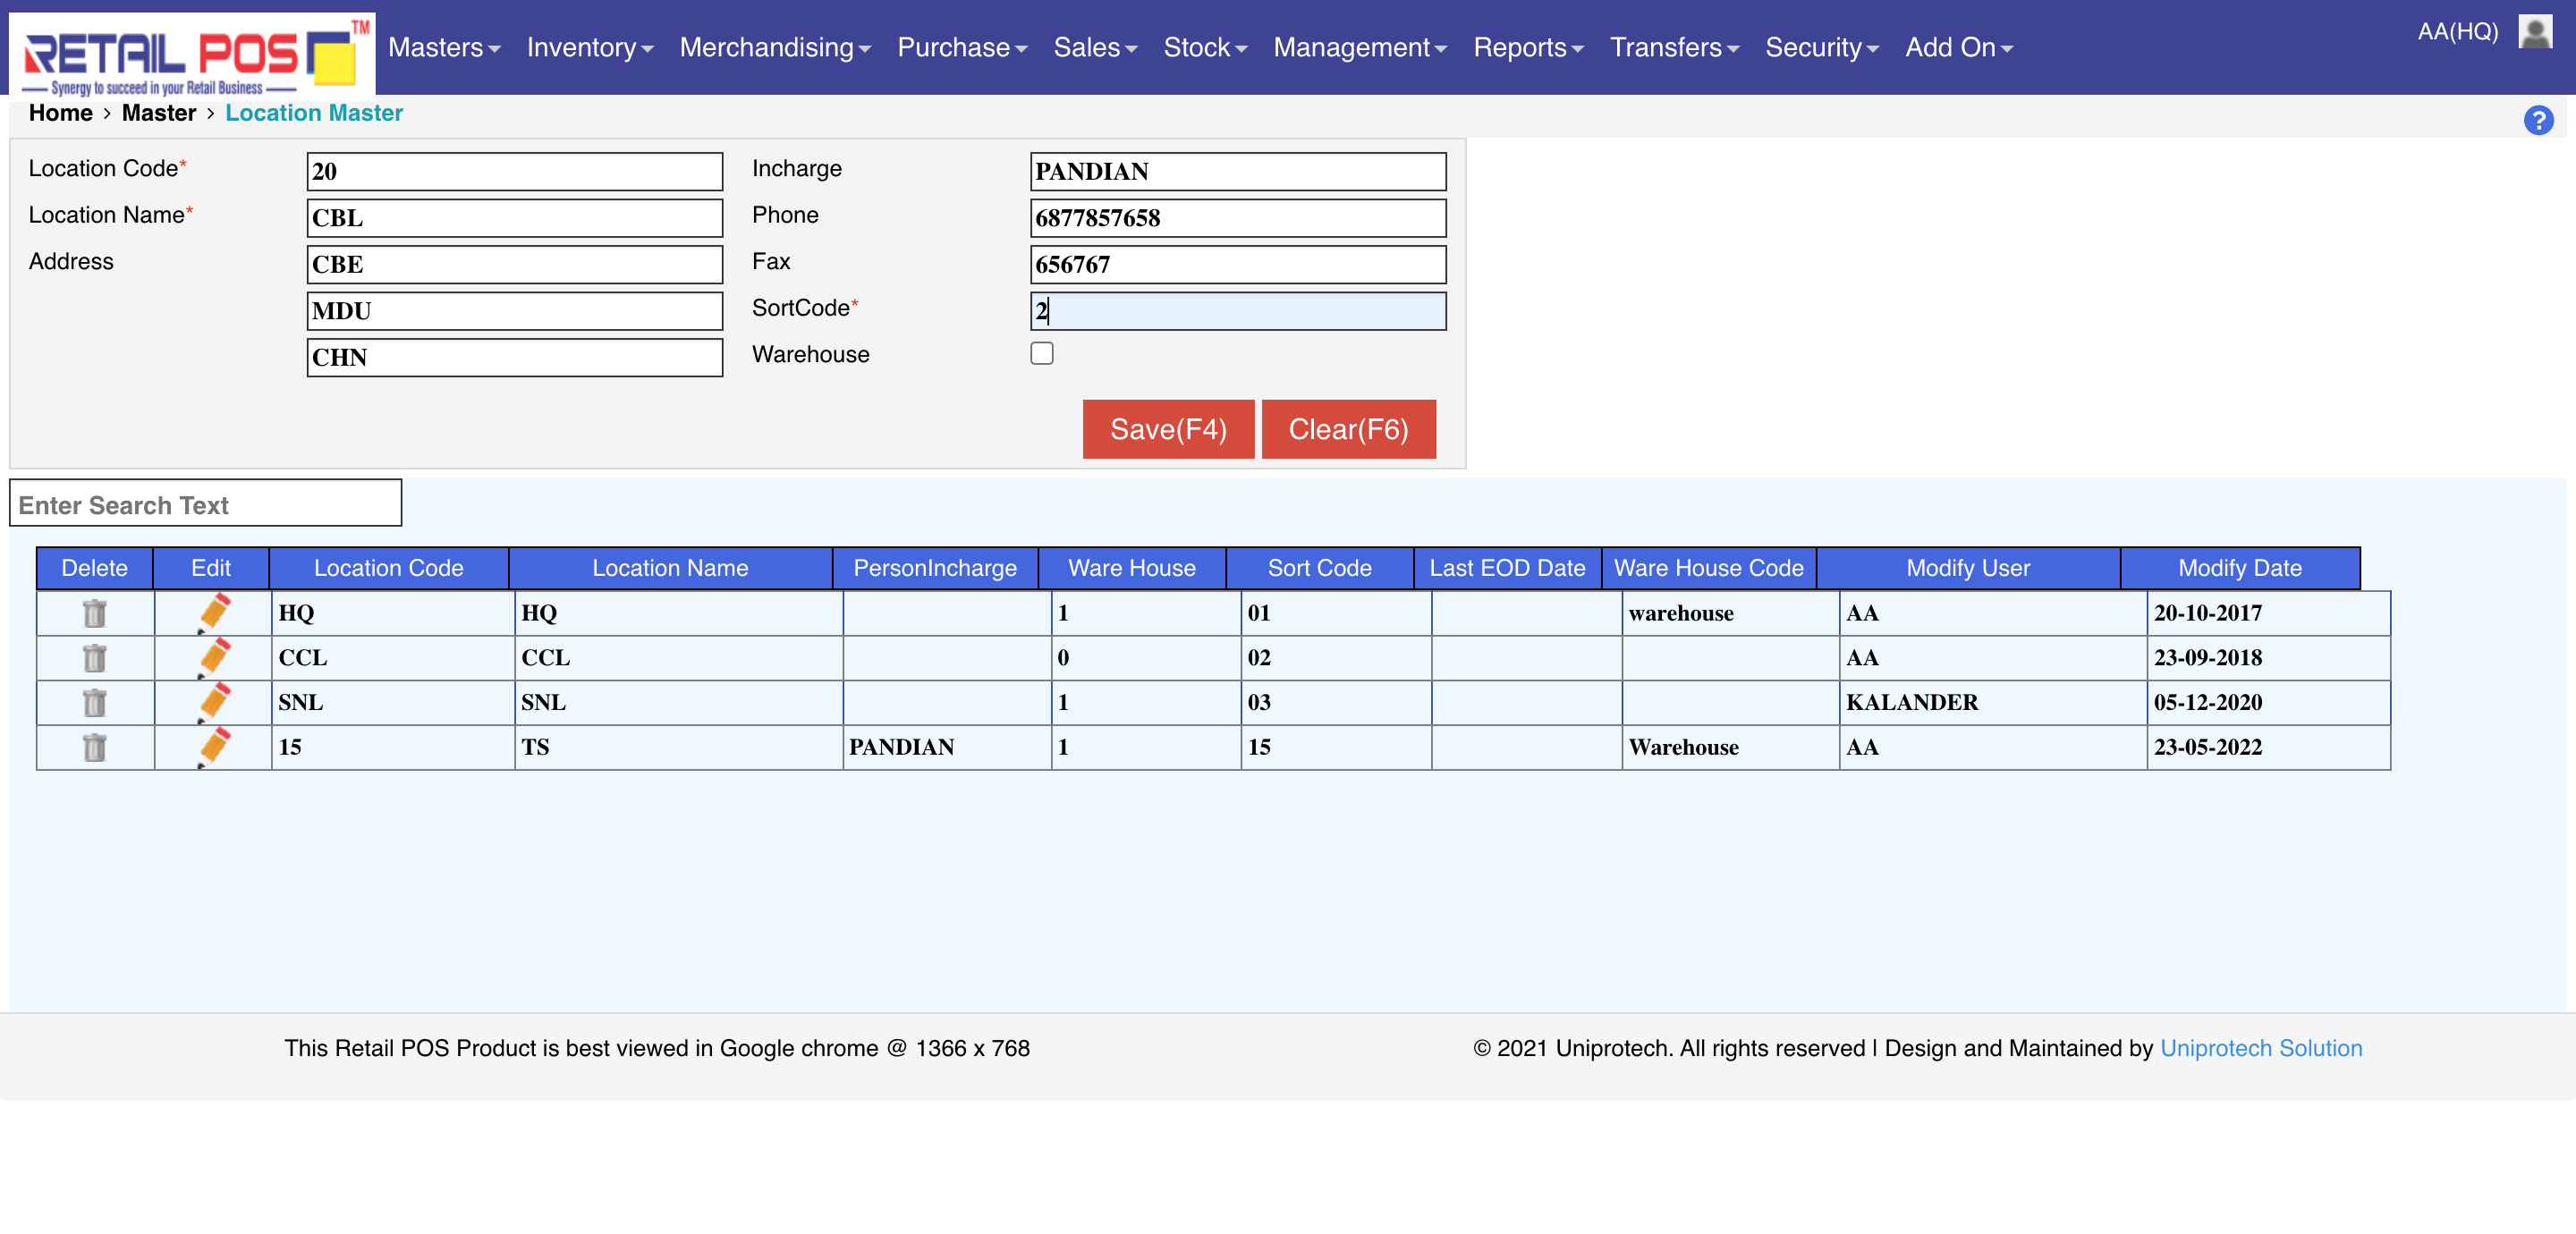 RETAIL POS TM
Synergy to succeed in your Retail Business
Masters Inventory Merchandising Purchase Sales Stock Management Reports Transfers Security Add On
AA(HQ)
Home > Master > Location Master
?
Location Code* 20 Incharge PANDIAN
Location Name* CBL Phone 6877857658
Address CBE Fax 656767
MDU SortCode* 2
CHN Warehouse
Save(F4) Clear(F6)
Enter Search Text
Delete Edit Location Code Location Name PersonIncharge Ware House Sort Code Last EOD Date Ware House Code Modify User Modify Date
HQ HQ 1 01 warehouse AA 20-10-2017
CCL CCL 0 02 AA 23-09-2018
SNL SNL 1 03 KALANDER 05-12-2020
15 TS PANDIAN 1 15 Warehouse AA 23-05-2022
This Retail POS Product is best viewed in Google chrome @ 1366 x 768
© 2021 Uniprotech. All rights reserved | Design and Maintained by Uniprotech Solution